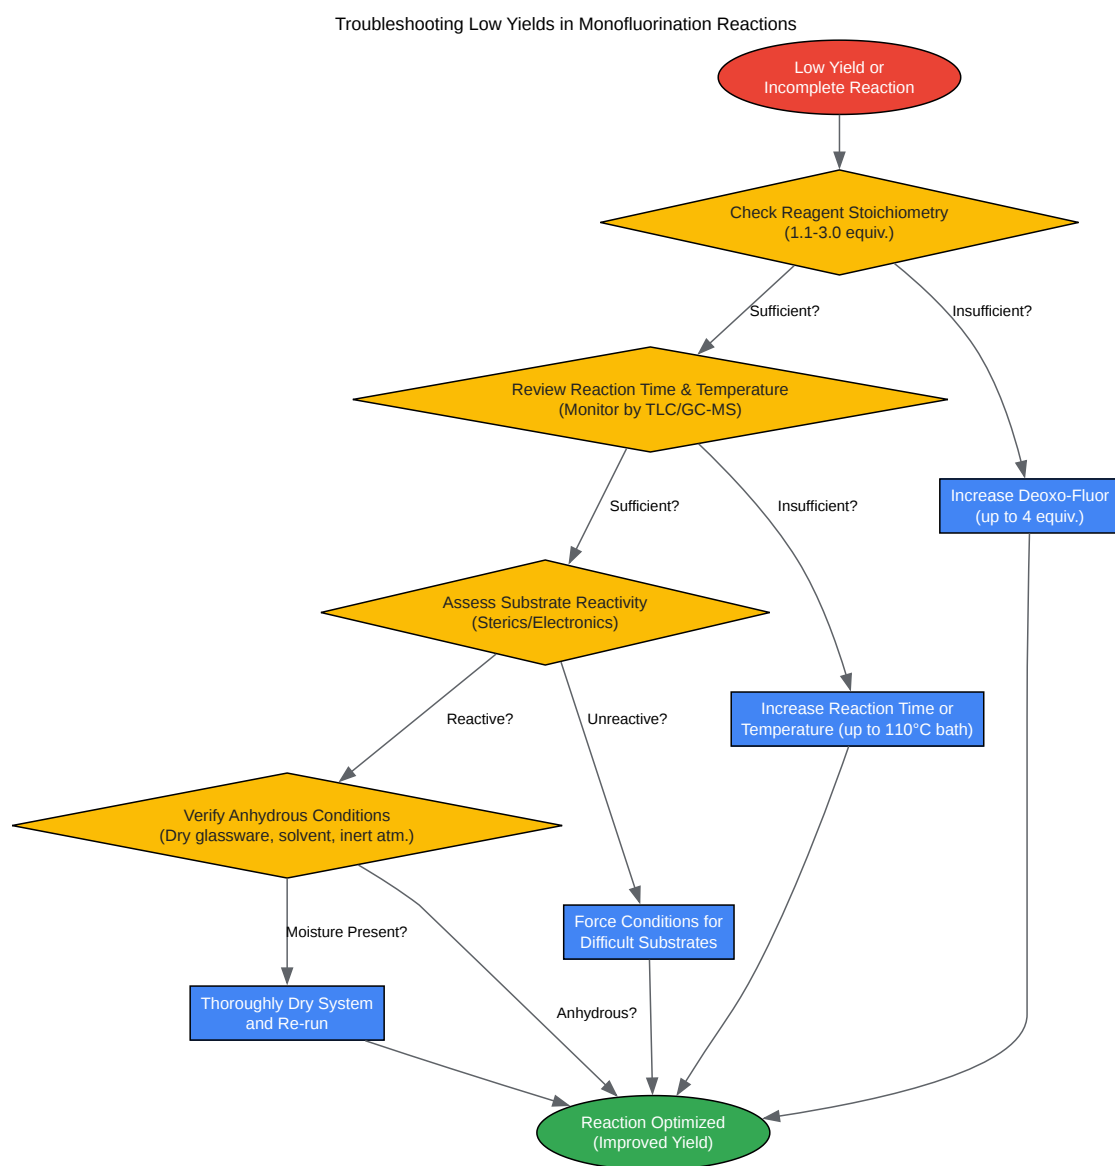 Troubleshooting Low Yields in Monofluorination Reactions
Low Yield or
Incomplete Reaction
Check Reagent Stoichiometry
(1.1-3.0 equiv.)
Sufficient?
Insufficient?
Review Reaction Time & Temperature
(Monitor by TLC/GC-MS)
Sufficient?
Insufficient?
Increase Deoxo-Fluor
(up to 4 equiv.)
Assess Substrate Reactivity
(Sterics/Electronics)
Reactive?
Unreactive?
Increase Reaction Time or
Temperature (up to 110°C bath)
Verify Anhydrous Conditions
(Dry glassware, solvent, inert atm.)
Moisture Present?
Force Conditions for
Difficult Substrates
Thoroughly Dry System
and Re-run
Anhydrous?
Reaction Optimized
(Improved Yield)